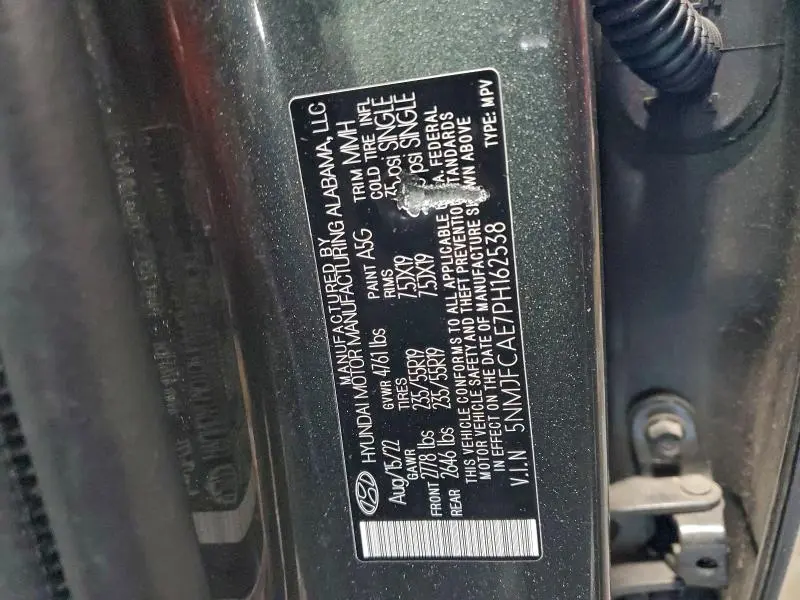 MANUFACTURED BY
HYUNDAI MOTOR MANUFACTURING ALABAMA, LLC
Aug/15/22 GVWR 4761 lbs PAINT A5G TRIM MMH
GAWR TIRES RIMS COLD TIRE INFL
FRONT 2778 lbs 235/55R19 7.5JX19 psi SINGLE
REAR 2646 lbs 235/55R19 7.5JX19 psi SINGLE
THIS VEHICLE CONFORMS TO ALL APPLICABLE FEDERAL
MOTOR VEHICLE SAFETY AND THEFT PREVENTION STANDARDS
IN EFFECT ON THE DATE OF MANUFACTURE SHOWN ABOVE
V.I.N 5NMJFCAE7PH162538 TYPE: MPV